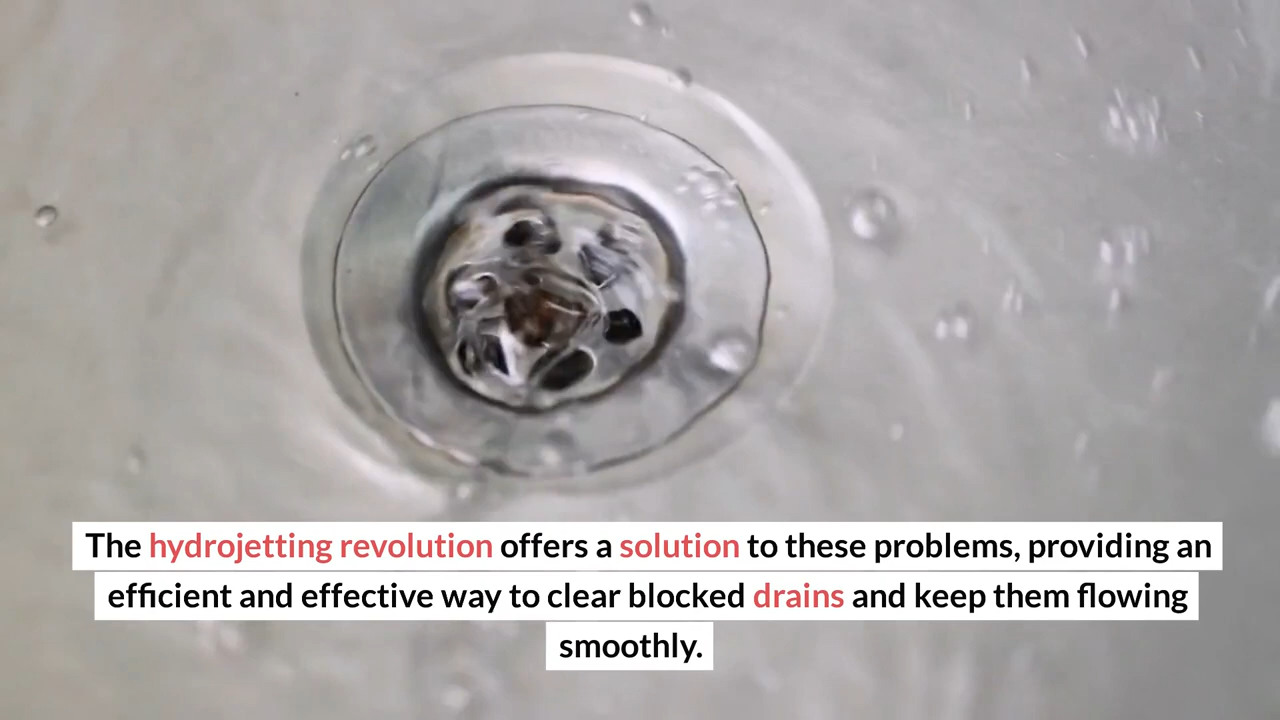 The hydrojetting revolution offers a solution to these problems, providing an
efficient and effective way to clear blocked drains and keep them flowing
smoothly.